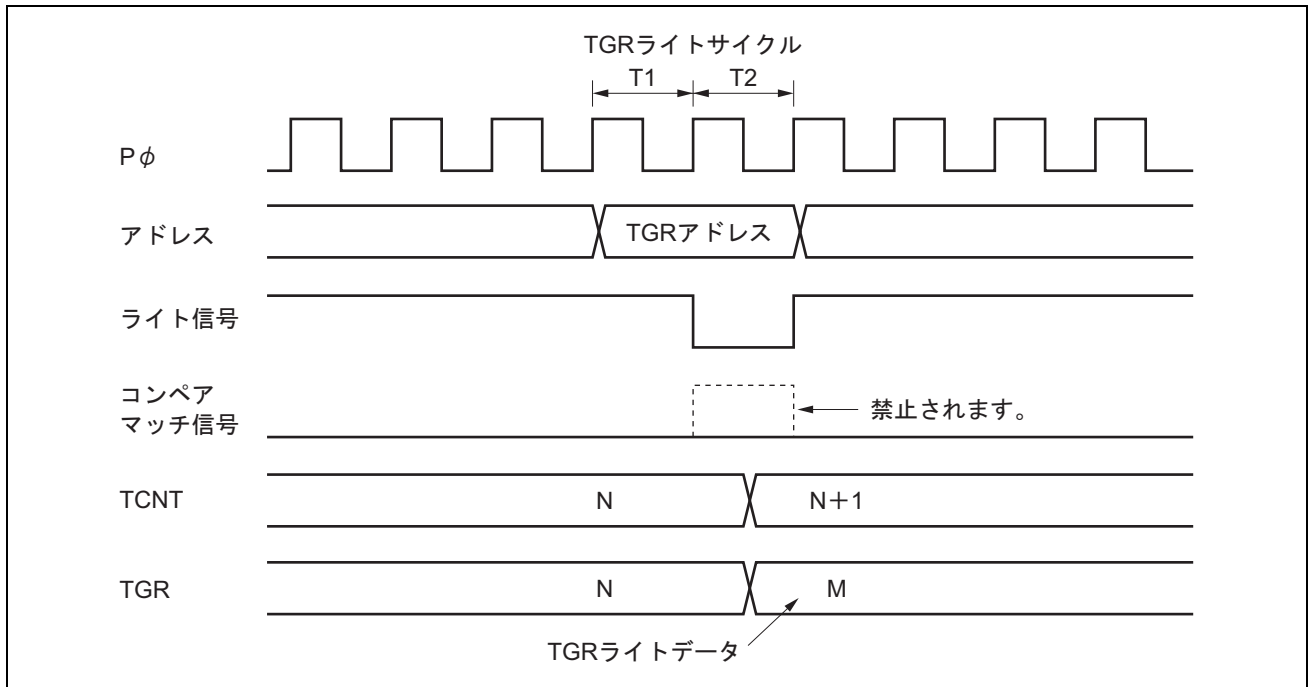 TGRライトサイクル
T1 T2
Pφ
アドレス TGRアドレス
ライト信号
コンペア
マッチ信号 禁止されます。
TCNT N N+1
TGR N M
TGRライトデータ